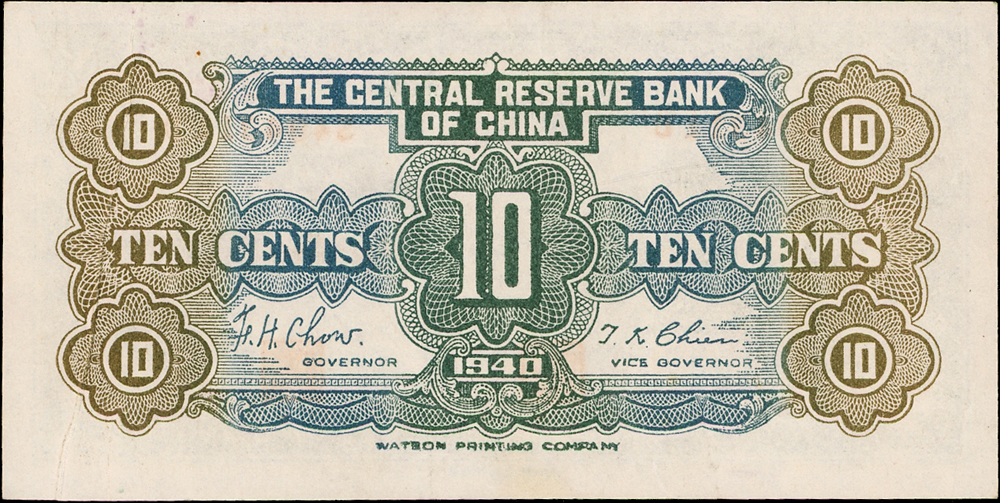 THE CENTRAL RESERVE BANK
OF CHINA
10 10
10
TEN CENTS TEN CENTS
F.H. Chow. T. K. Chien
GOVERNOR VICE GOVERNOR
10 1940 10
WATSON PRINTING COMPANY